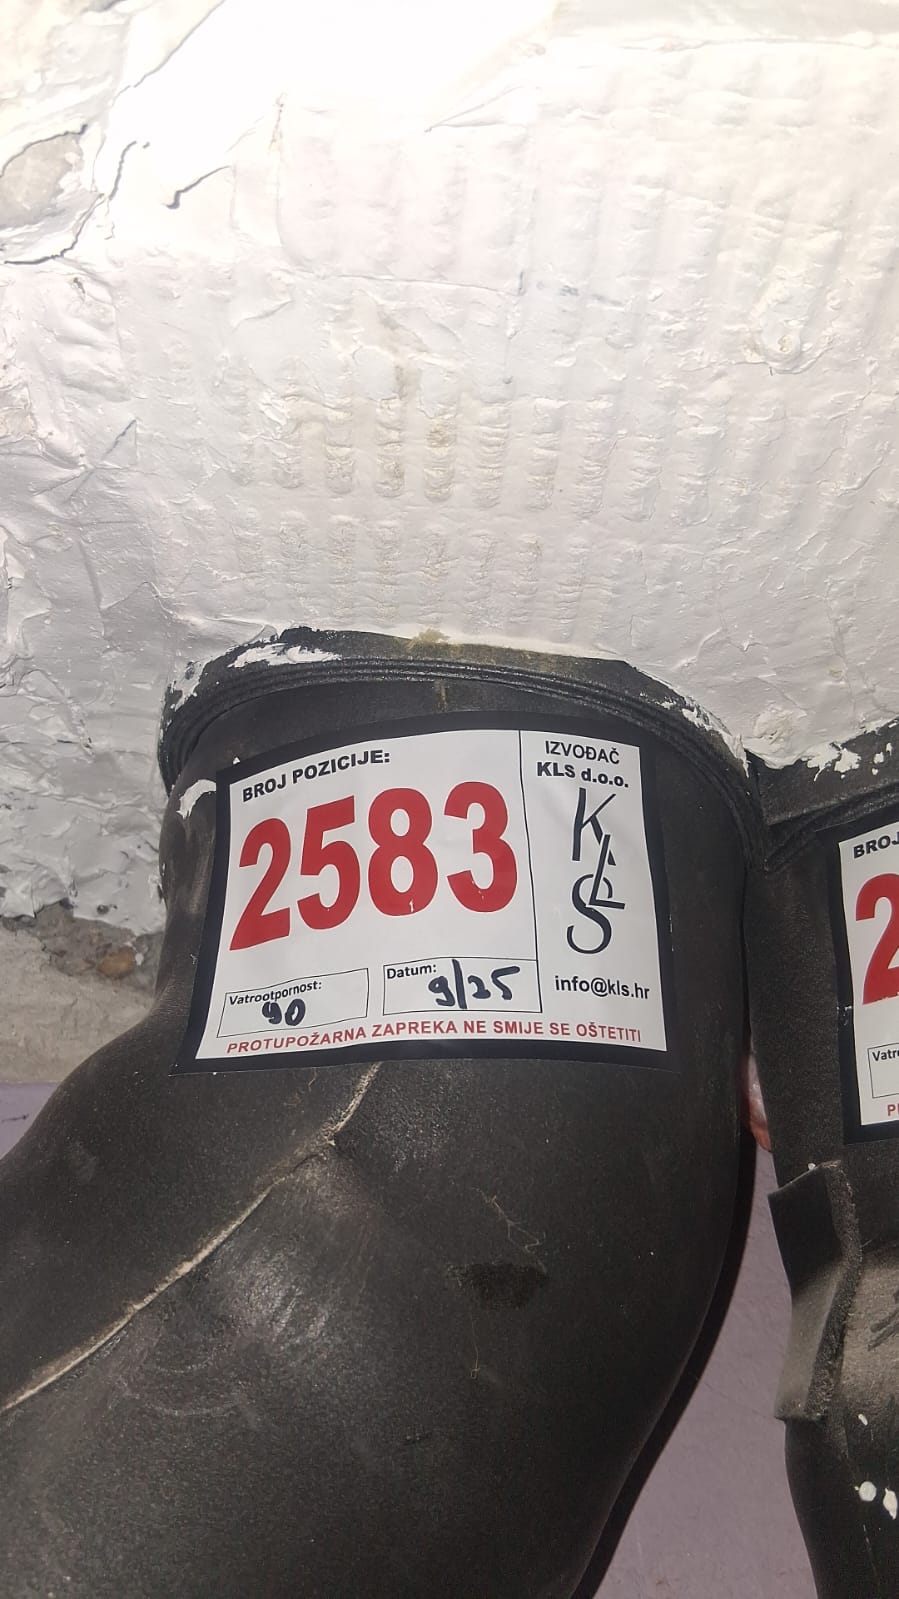 BROJ POZICIJE:
2583
Vatrootpornost:
90
Datum:
9/25
IZVOĐAČ
KLS d.o.o.
KLS
info@kls.hr
PROTUPOŽARNA ZAPREKA NE SMIJE SE OŠTETITI
BROJ
2
Vatr